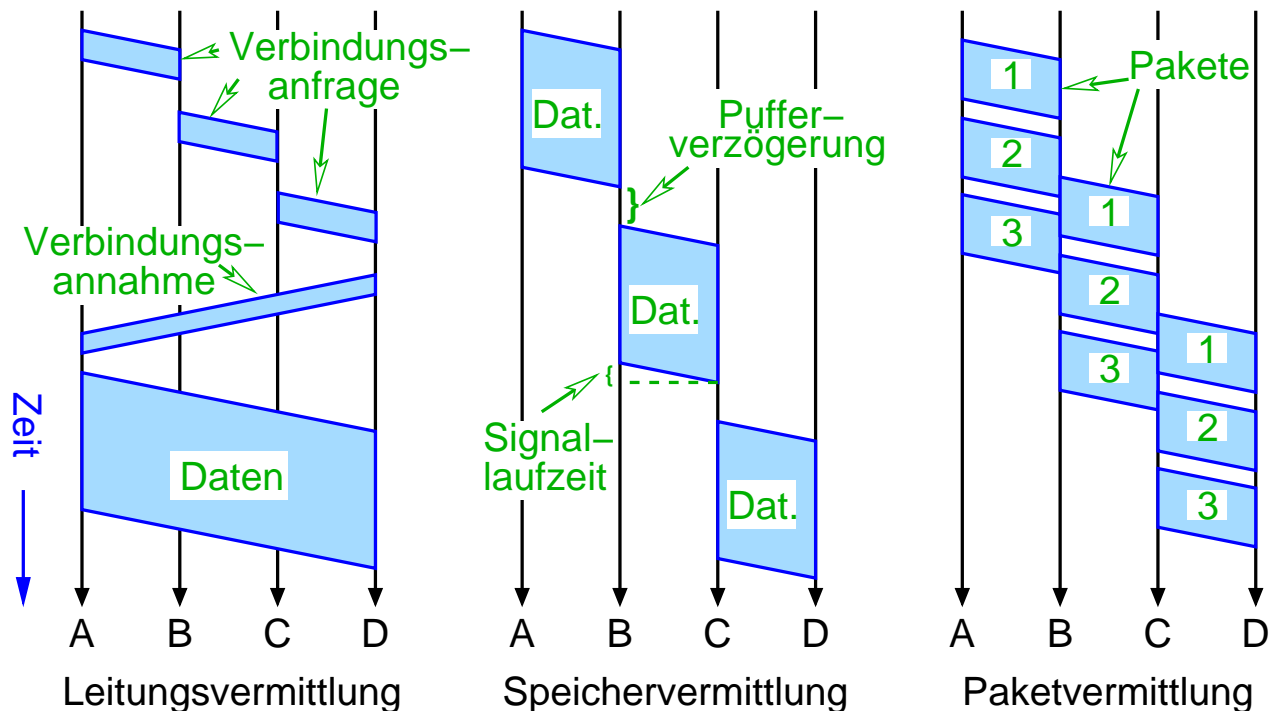 Verbindungs–
anfrage
Verbindungs–
annahme
Daten
Zeit
A B C D
Leitungsvermittlung
Dat.
Puffer–
verzögerung
}
Dat.
{
Signal–
laufzeit
Dat.
A B C D
Speichervermittlung
Pakete
1
2
3
1
2
3
1
2
3
A B C D
Paketvermittlung